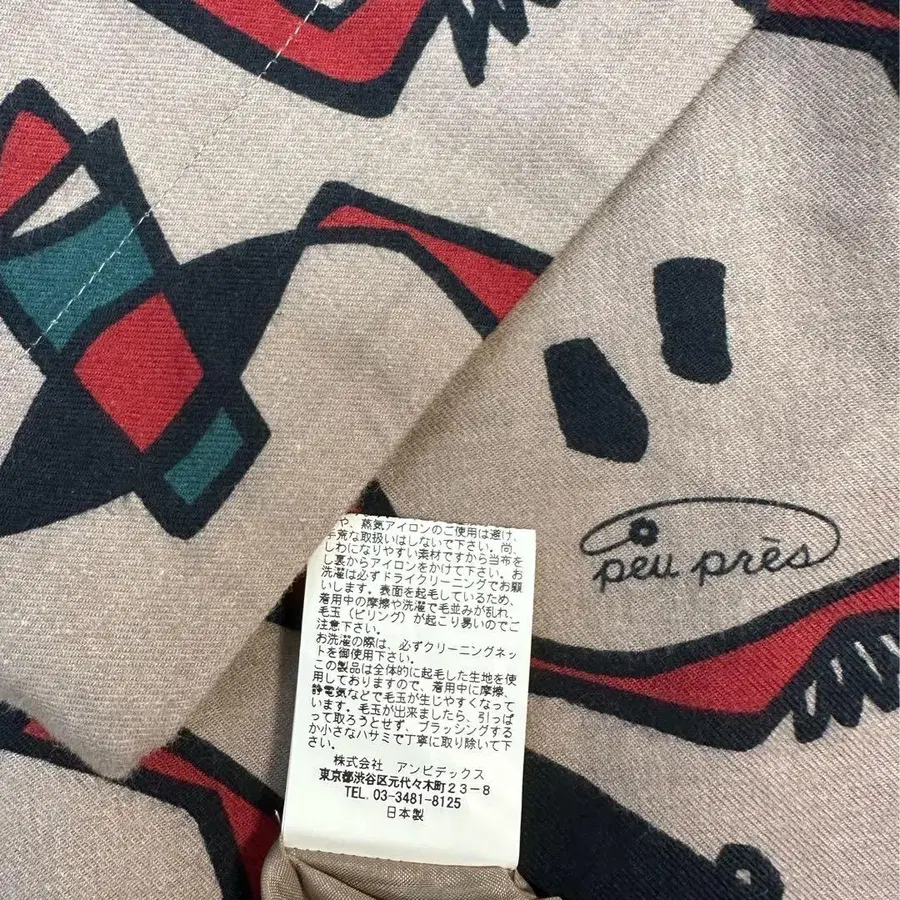 や、蒸気アイロンのご使用は避け、
手荒な取扱いはしないで下さい。尚、
しわになりやすい素材ですから当布を
し裏からアイロンをかけて下さい。お
洗濯は必ずドライクリーニングでお願
いします。表面を起毛しているため、
着用中の摩擦や洗濯で毛並みが乱れ、
毛玉（ピリング）が起こり易いのでご
注意下さい。
お洗濯の際は、必ずクリーニングネッ
トを御使用下さい。
この製品は全体的に起毛した生地を使
用しておりますので、着用中に摩擦、
静電気などで毛玉が生じやすくなって
います。毛玉が出来ましたら、引っぱ
って取ろうとせず、ブラッシングする
か小さなハサミで丁寧に取り除いて下
さい。
株式会社 アンビデックス
東京都渋谷区元代々木町２３－８
TEL. 03-3481-8125
日本製
peu près